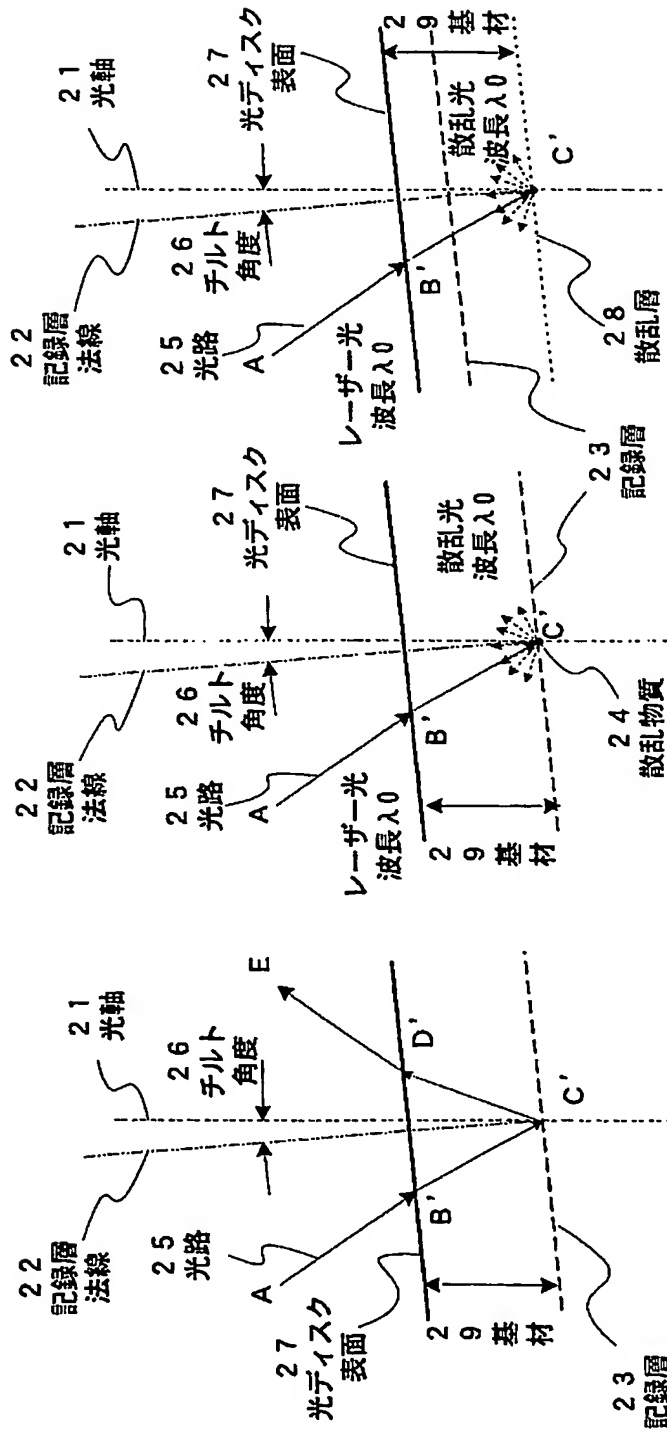 22
記録層
法線
21
光軸
25
光路
26
チルト
角度
A
E
27
光ディスク
表面
B'
D'
29基材
C'
23
記録層
22
記録層
法線
21
光軸
25
光路
26
チルト
角度
27
光ディスク
表面
A
レーザー光
波長λ0
B'
散乱光
波長λ0
29基材
C'
24
散乱物質
23
記録層
22
記録層
法線
21
光軸
25
光路
26
チルト
角度
27
光ディスク
表面
A
レーザー光
波長λ0
B'
散乱光
波長λ0
29基材
C'
28
散乱層